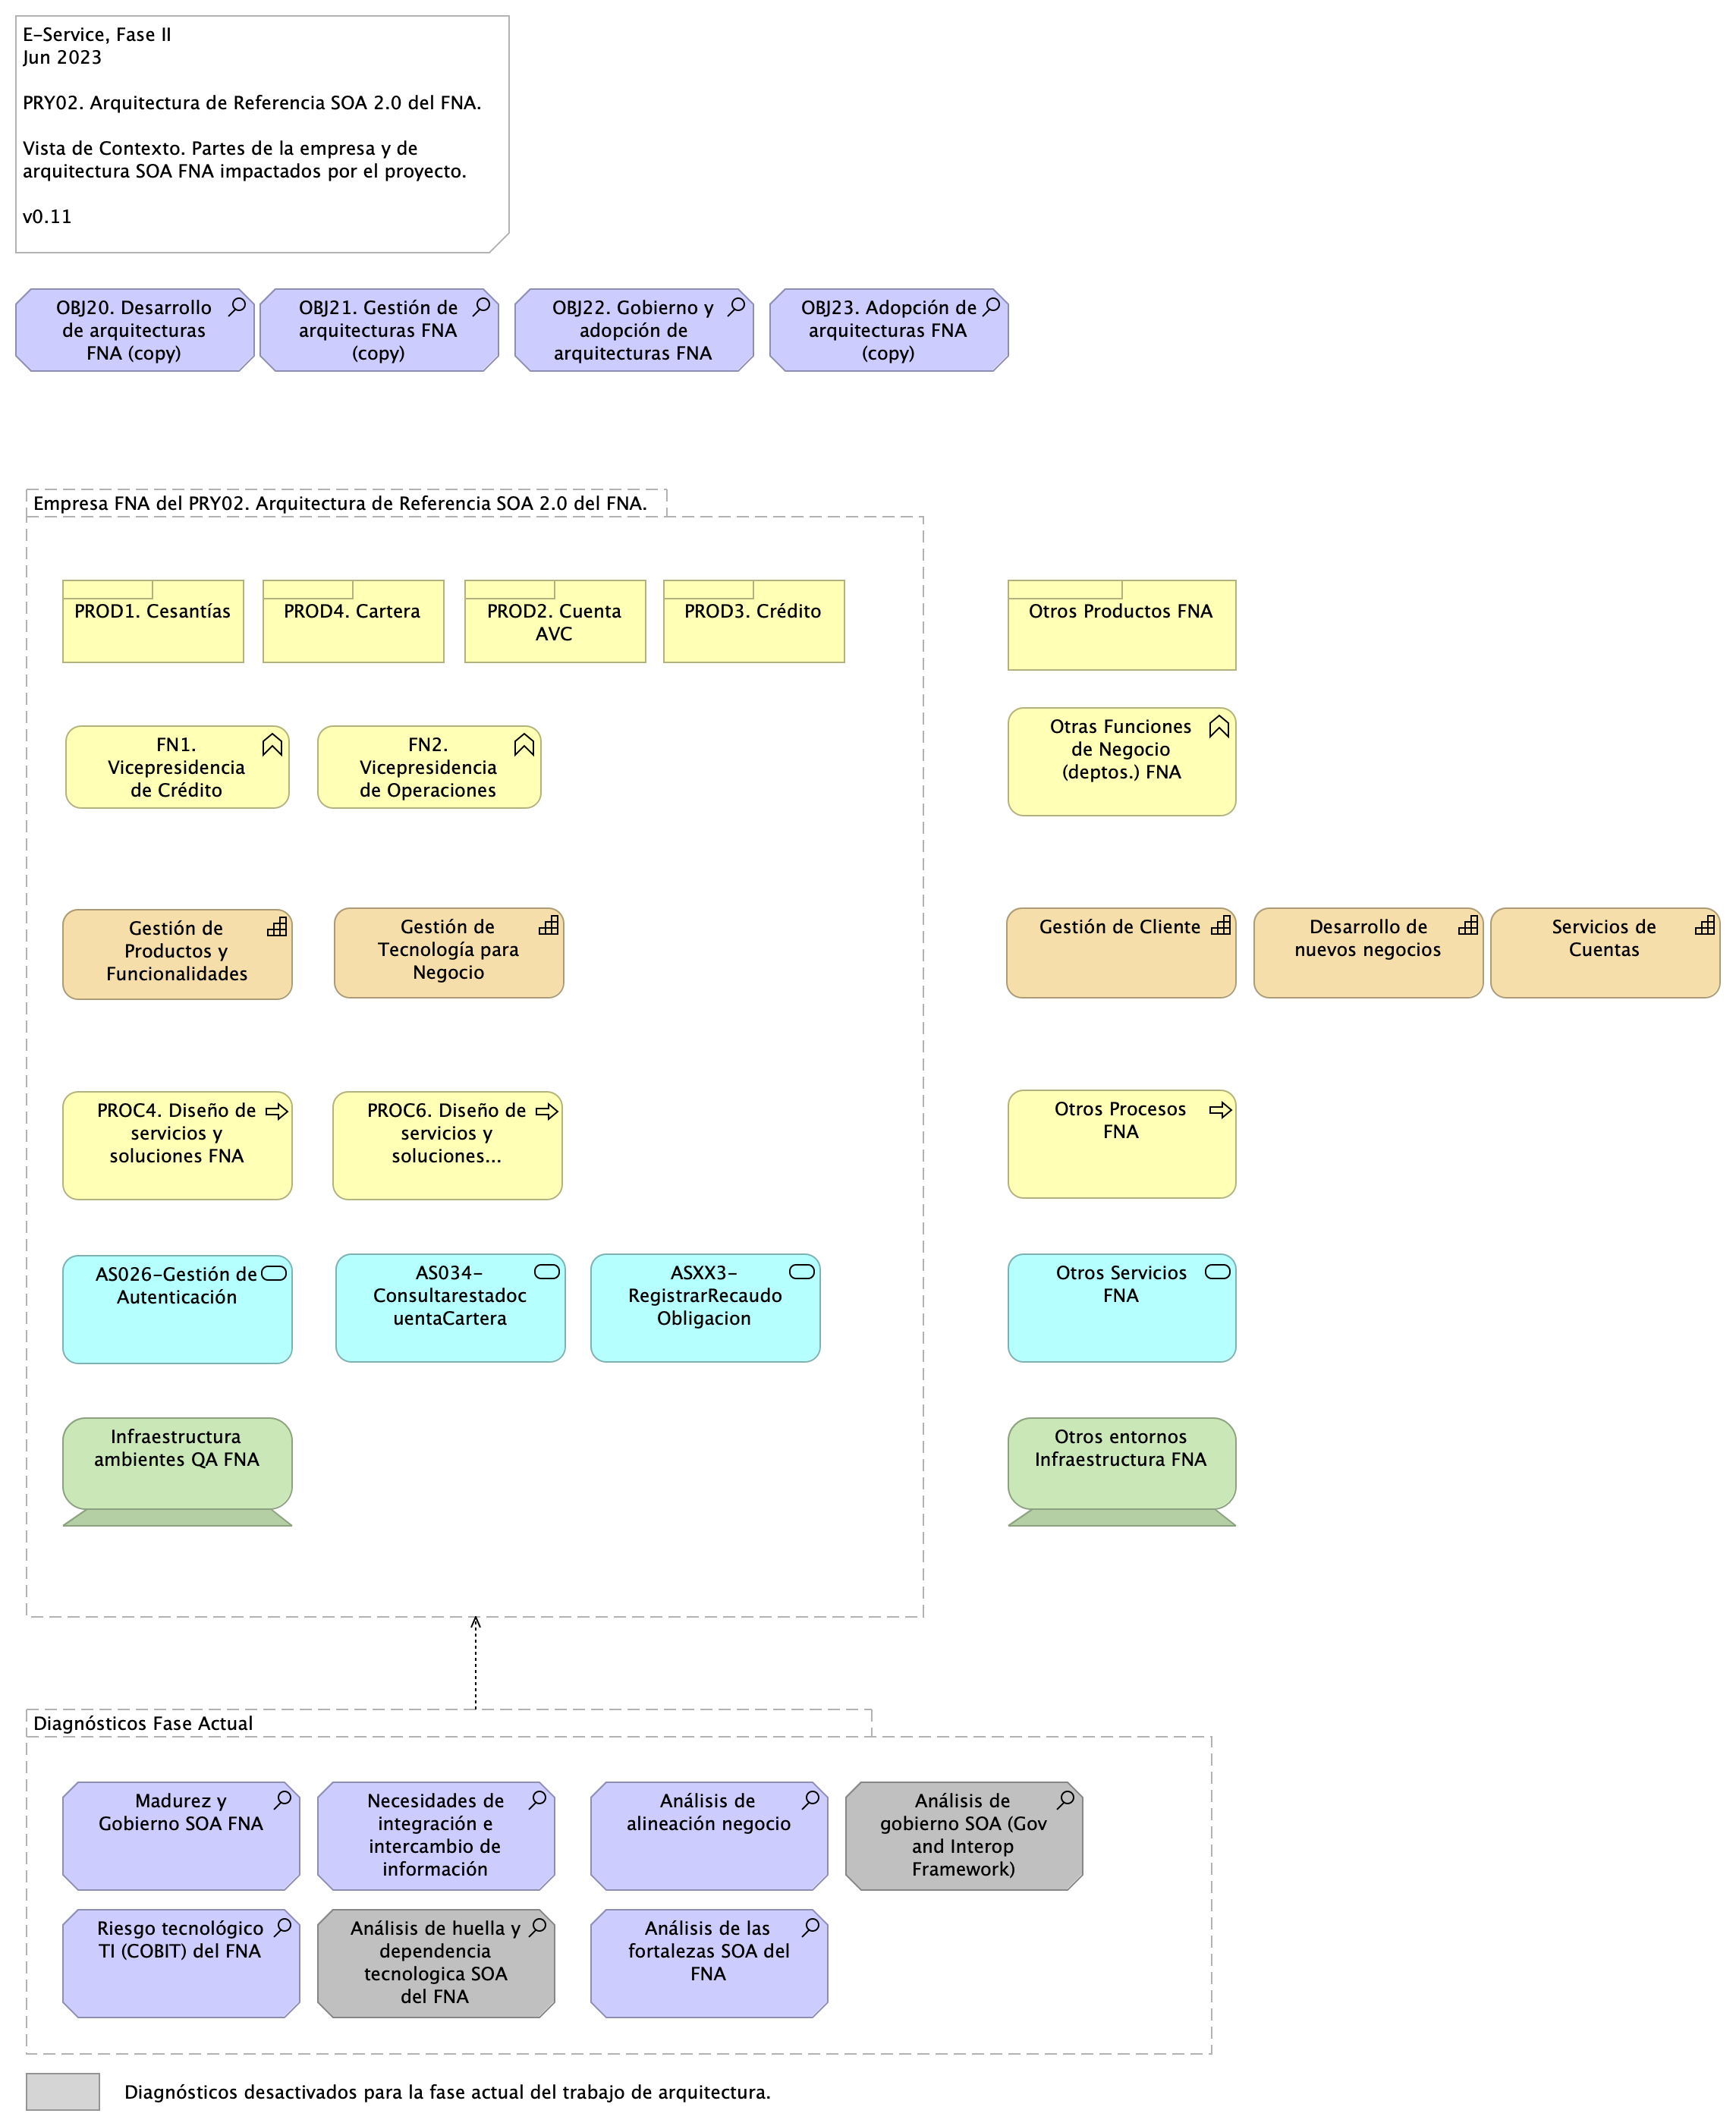 E-Service, Fase II
Jun 2023
PRY02. Arquitectura de Referencia SOA 2.0 del FNA.
Vista de Contexto. Partes de la empresa y de
arquitectura SOA FNA impactados por el proyecto.
v0.11
OBJ20. Desarrollo
de arquitecturas
FNA (copy)
OBJ21. Gestión de
arquitecturas FNA
(copy)
OBJ22. Gobierno y
adopción de
arquitecturas FNA
OBJ23. Adopción de
arquitecturas FNA
(copy)
Empresa FNA del PRY02. Arquitectura de Referencia SOA 2.0 del FNA.
PROD1. Cesantías
PROD4. Cartera
PROD2. Cuenta
AVC
PROD3. Crédito
Otros Productos FNA
FN1.
Vicepresidencia
de Crédito
FN2.
Vicepresidencia
de Operaciones
Otras Funciones
de Negocio
(deptos.) FNA
Gestión de
Productos y
Funcionalidades
Gestión de
Tecnología para
Negocio
Gestión de Cliente
Desarrollo de
nuevos negocios
Servicios de
Cuentas
PROC4. Diseño de
servicios y
soluciones FNA
PROC6. Diseño de
servicios y
soluciones...
Otros Procesos
FNA
AS026-Gestión de
Autenticación
AS034-
Consultarestadoc
uentaCartera
ASXX3-
RegistrarRecaudo
Obligacion
Otros Servicios
FNA
Infraestructura
ambientes QA FNA
Otros entornos
Infraestructura FNA
Diagnósticos Fase Actual
Madurez y
Gobierno SOA FNA
Necesidades de
integración e
intercambio de
información
Análisis de
alineación negocio
Análisis de
gobierno SOA (Gov
and Interop
Framework)
Riesgo tecnológico
TI (COBIT) del FNA
Análisis de huella y
dependencia
tecnologica SOA
del FNA
Análisis de las
fortalezas SOA del
FNA
Diagnósticos desactivados para la fase actual del trabajo de arquitectura.